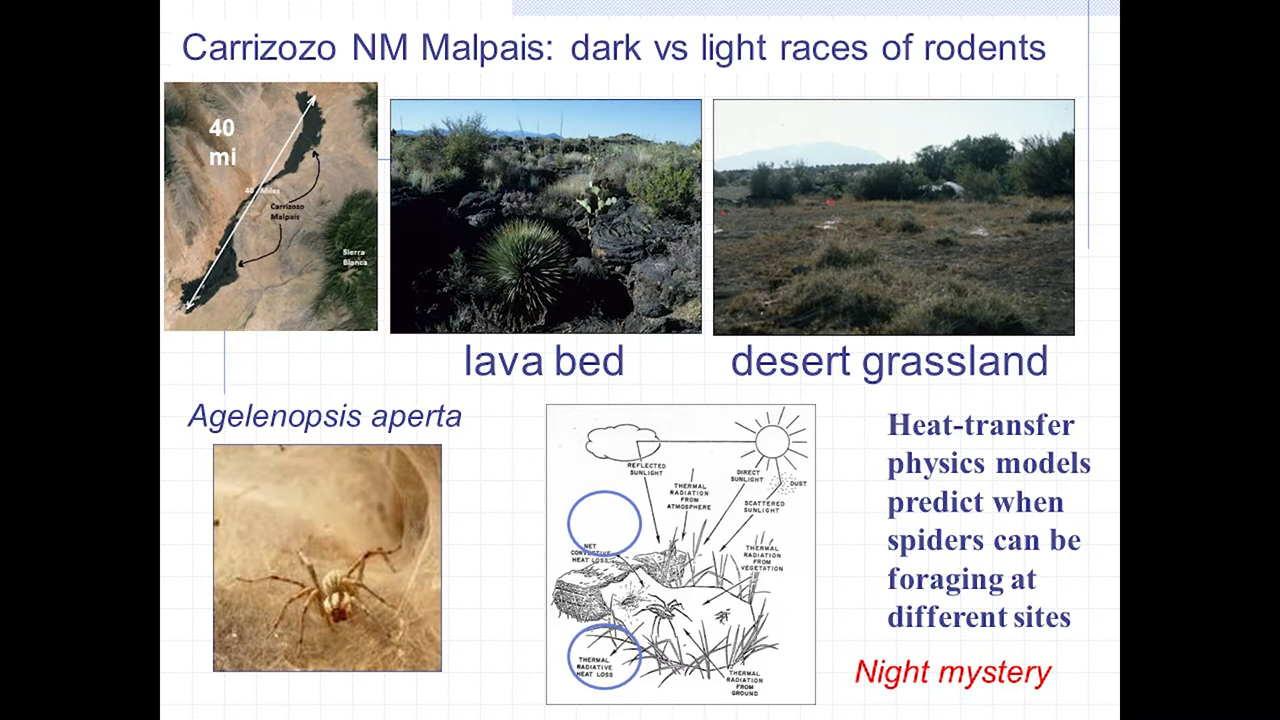 Carrizozo NM Malpais: dark vs light races of rodents
40
mi
40 Miles
Carrizozo
Malpais
Sierra
Blanca
lava bed
desert grassland
Agelenopsis aperta
REFLECTED
SUNLIGHT
THERMAL
RADIATION
FROM
ATMOSPHERE
DIRECT
SUNLIGHT
DUST
SCATTERED
SUNLIGHT
NET
CONVECTIVE
HEAT LOSS
THERMAL
RADIATION
FROM
VEGETATION
THERMAL
RADIATIVE
HEAT LOSS
THERMAL
RADIATION
FROM
GROUND
Heat-transfer
physics models
predict when
spiders can be
foraging at
different sites
Night mystery